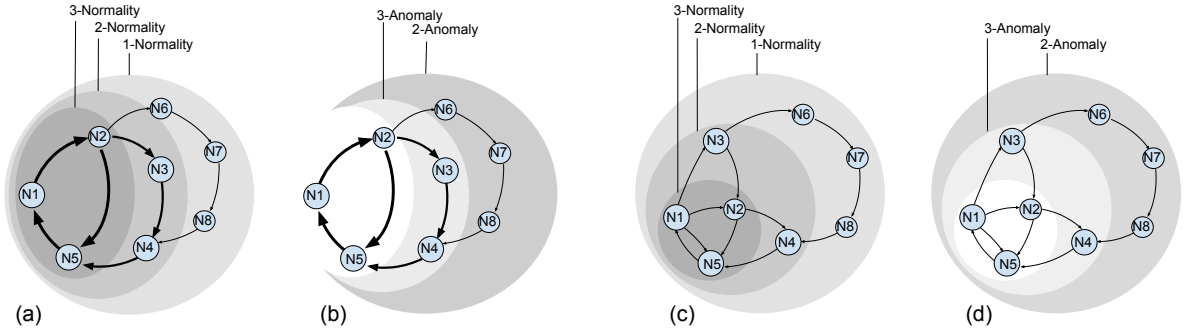 3-Normality
2-Normality
1-Normality
N6
N2
N7
N3
N1
N8
N4
N5
(a)
3-Anomaly
2-Anomaly
N6
N2
N7
N3
N1
N8
N4
N5
(b)
3-Normality
2-Normality
1-Normality
N6
N3
N7
N1
N2
N8
N4
N5
(c)
3-Anomaly
2-Anomaly
N6
N3
N7
N1
N2
N8
N4
N5
(d)